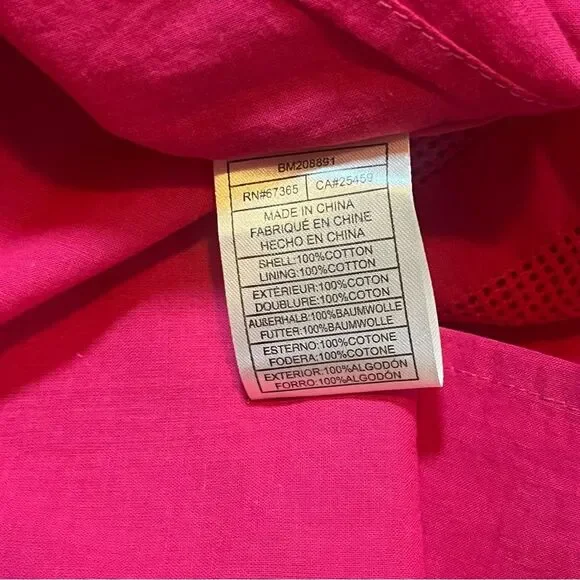 BM208891
RN#67365 CA#25459
MADE IN CHINA
FABRIQUÉ EN CHINE
HECHO EN CHINA
SHELL:100%COTTON
LINING:100%COTTON
EXTÉRIEUR:100%COTON
DOUBLURE:100%COTON
AUßERHALB:100%BAUMWOLLE
FUTTER:100%BAUMWOLLE
ESTERNO:100%COTONE
FODERA:100%COTONE
EXTERIOR:100%ALGODÓN
FORRO:100%ALGODÓN